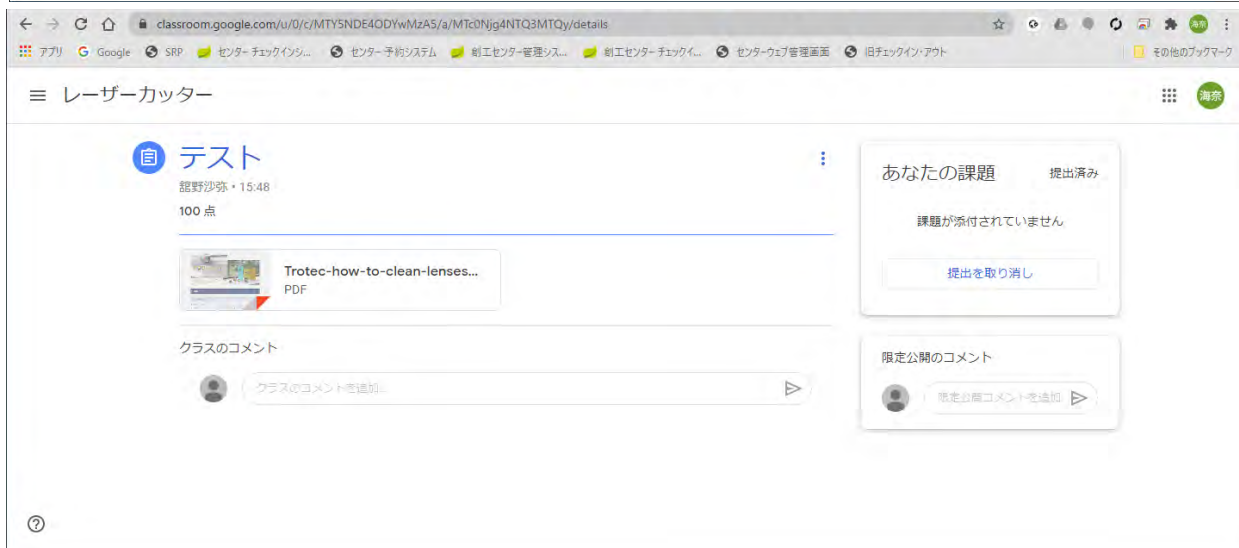 classroom.google.com/u/0/c/MTY5NDE4ODYwMzA5/a/MTc0Njg4NTQ3MTQy/details
アプリ Google SRP センター チェックインシ... センター 予約システム 創工センター管理シス... 創工センター チェックイ... センターウェブ管理画面 旧チェックイン・アウト その他のブックマーク
レーザーカッター
海奈
テスト
舘野沙弥・15:48
100 点
Trotec-how-to-clean-lenses...
PDF
クラスのコメント
クラスのコメントを追加...
あなたの課題 提出済み
課題が添付されていません
提出を取り消し
限定公開のコメント
限定公開コメントを追加